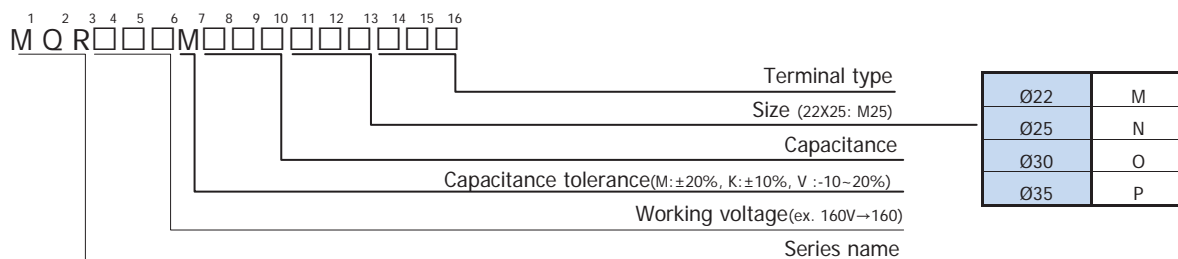 1 2 3 4 5 6 7 8 9 10 11 12 13 14 15 16
M Q R□□□M□□□□□□□□□
Terminal type
Size (22X25: M25)
Capacitance
Capacitance tolerance(M:±20%, K:±10%, V :-10~20%)
Working voltage(ex. 160V→160)
Series name
Ø22 M
Ø25 N
Ø30 O
Ø35 P